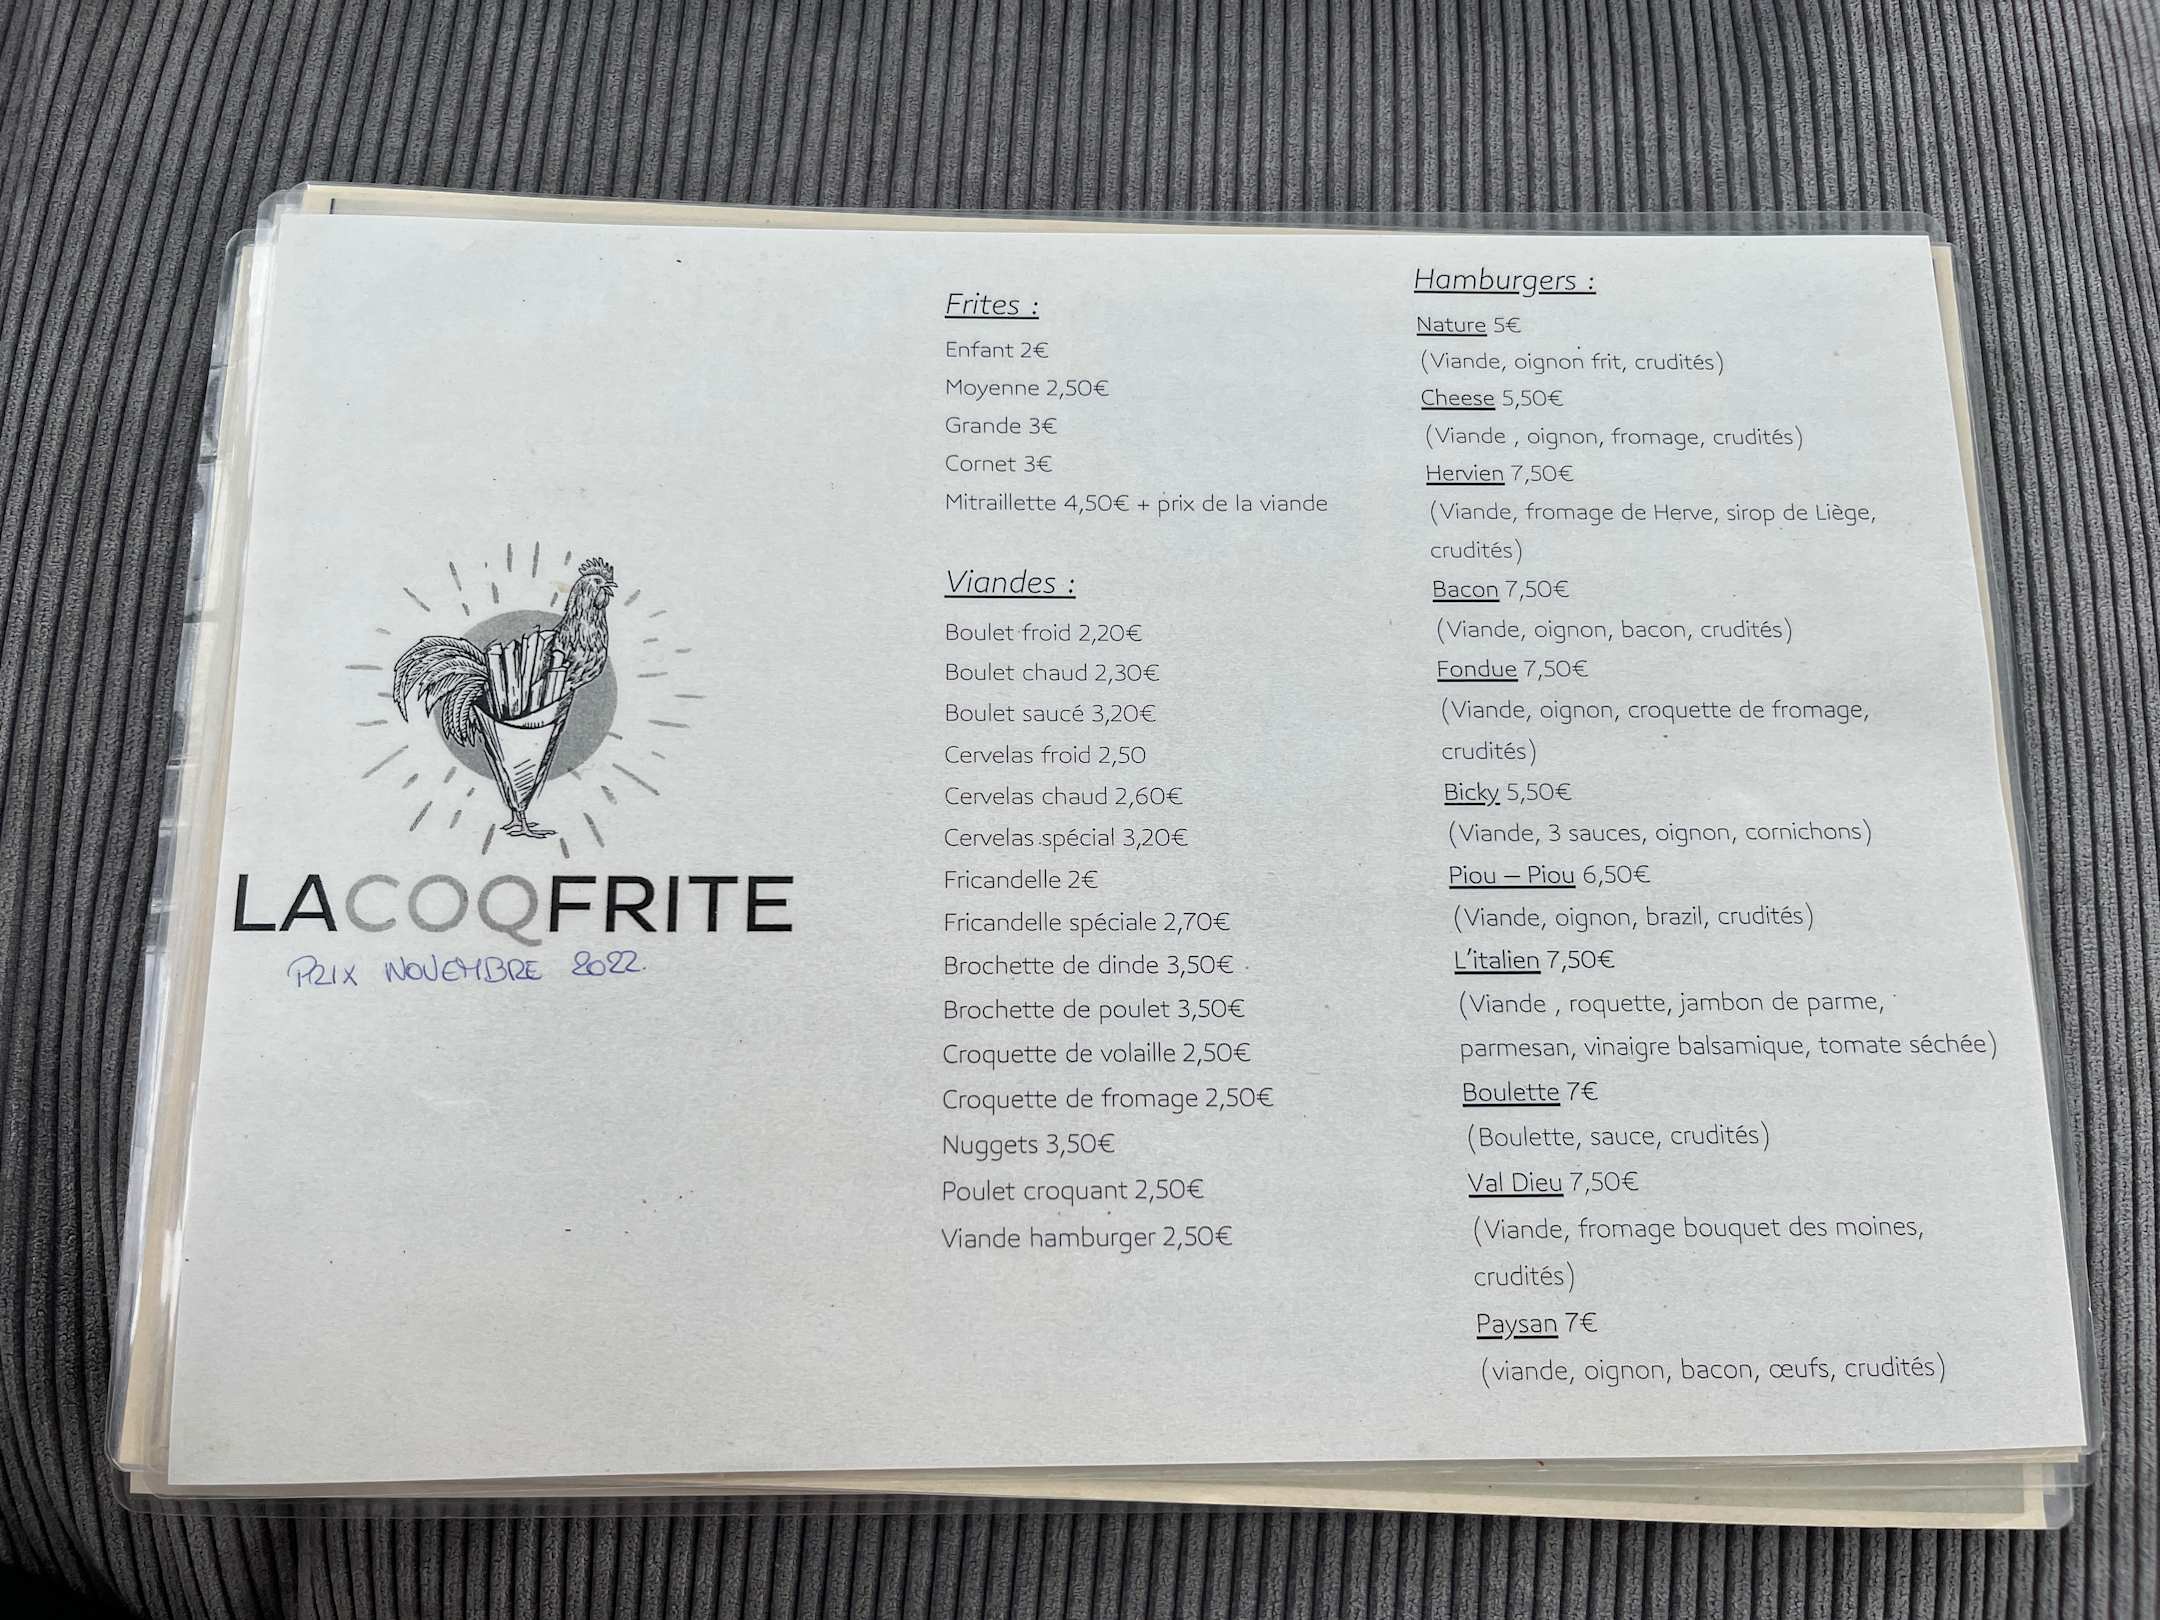 LACOQFRITE
PRIX NOVEMBRE 2022.
Frites :
Enfant 2€
Moyenne 2,50€
Grande 3€
Cornet 3€
Mitraillette 4,50€ + prix de la viande
Viandes :
Boulet froid 2,20€
Boulet chaud 2,30€
Boulet saucé 3,20€
Cervelas froid 2,50
Cervelas chaud 2,60€
Cervelas spécial 3,20€
Fricandelle 2€
Fricandelle spéciale 2,70€
Brochette de dinde 3,50€
Brochette de poulet 3,50€
Croquette de volaille 2,50€
Croquette de fromage 2,50€
Nuggets 3,50€
Poulet croquant 2,50€
Viande hamburger 2,50€
Hamburgers :
Nature 5€
(Viande, oignon frit, crudités)
Cheese 5,50€
(Viande , oignon, fromage, crudités)
Hervien 7,50€
(Viande, fromage de Herve, sirop de Liège,
crudités)
Bacon 7,50€
(Viande, oignon, bacon, crudités)
Fondue 7,50€
(Viande, oignon, croquette de fromage,
crudités)
Bicky 5,50€
(Viande, 3 sauces, oignon, cornichons)
Piou – Piou 6,50€
(Viande, oignon, brazil, crudités)
L'italien 7,50€
(Viande , roquette, jambon de parme,
parmesan, vinaigre balsamique, tomate séchée)
Boulette 7€
(Boulette, sauce, crudités)
Val Dieu 7,50€
(Viande, fromage bouquet des moines,
crudités)
Paysan 7€
(viande, oignon, bacon, œufs, crudités)